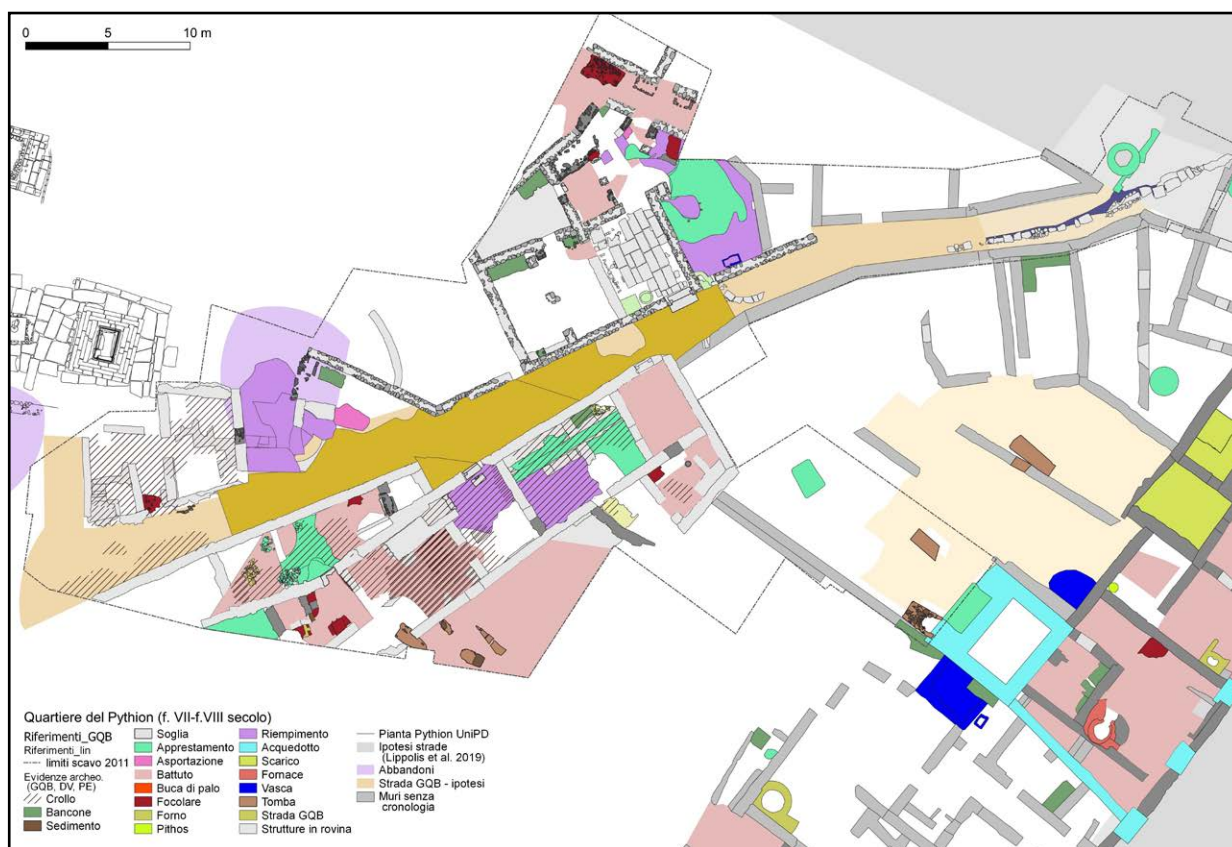 0 5 10 m
Quartiere del Pythion (f. VII-f.VIII secolo)
Riferimenti_GQB
Riferimenti_lin
limiti scavo 2011
Evidenze archeo.
(GQB, DV, PE)
Crollo
Bancone
Sedimento
Soglia
Apprestamento
Asportazione
Battuto
Buca di palo
Focolare
Forno
Pithos
Riempimento
Acquedotto
Scarico
Fornace
Vasca
Tomba
Strada GQB
Strutture in rovina
Pianta Pythion UniPD
Ipotesi strade
(Lippolis et al. 2019)
Abbandoni
Strada GQB - ipotesi
Muri senza
cronologia